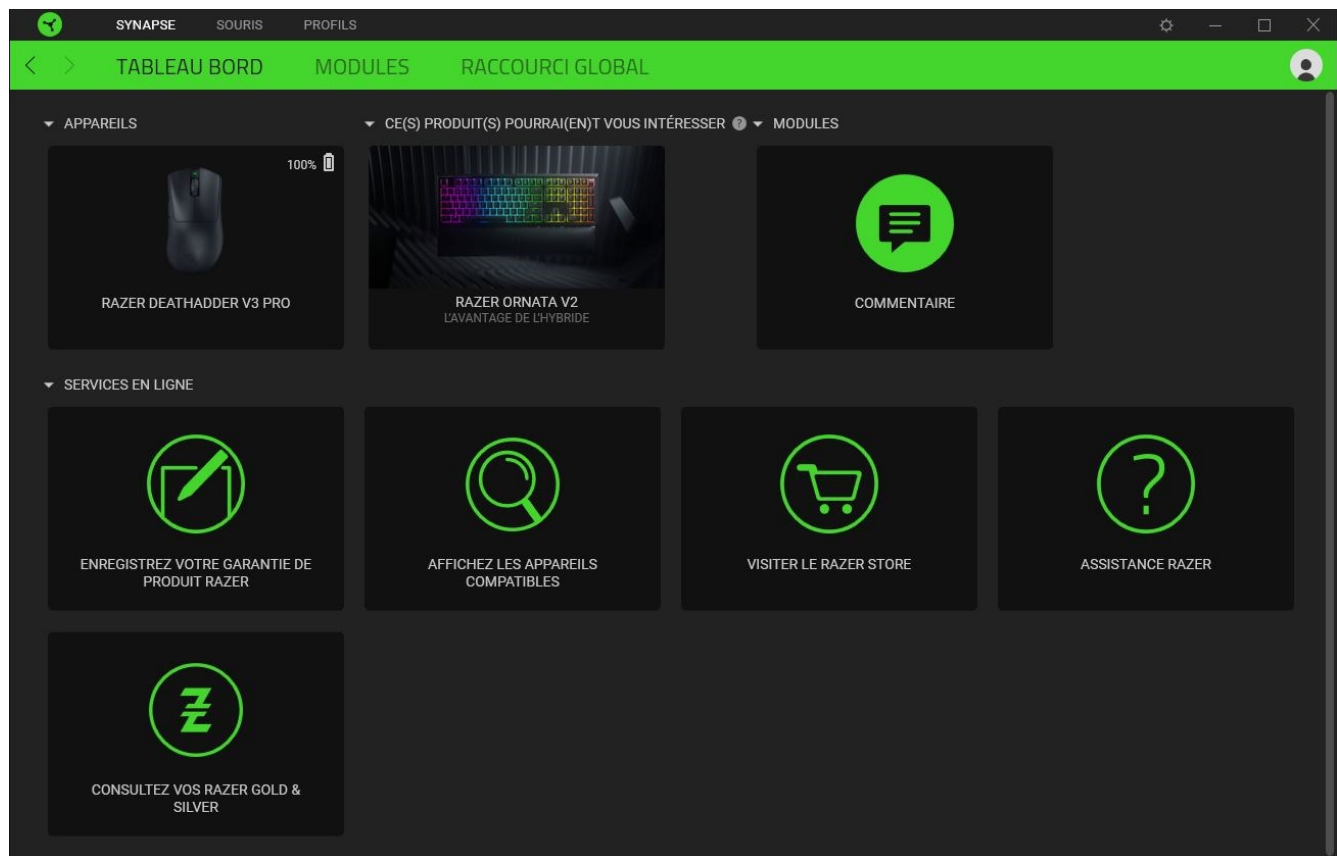 SYNAPSE SOURIS PROFILS
TABLEAU BORD MODULES RACCOURCI GLOBAL
APPAREILS
CE(S) PRODUIT(S) POURRAI(EN)T VOUS INTÉRESSER ?
MODULES
100%
RAZER DEATHADDER V3 PRO
RAZER ORNATA V2
L'AVANTAGE DE L'HYBRIDE
COMMENTAIRE
SERVICES EN LIGNE
ENREGISTREZ VOTRE GARANTIE DE
PRODUIT RAZER
AFFICHEZ LES APPAREILS
COMPATIBLES
VISITER LE RAZER STORE
ASSISTANCE RAZER
CONSULTEZ VOS RAZER GOLD &
SILVER